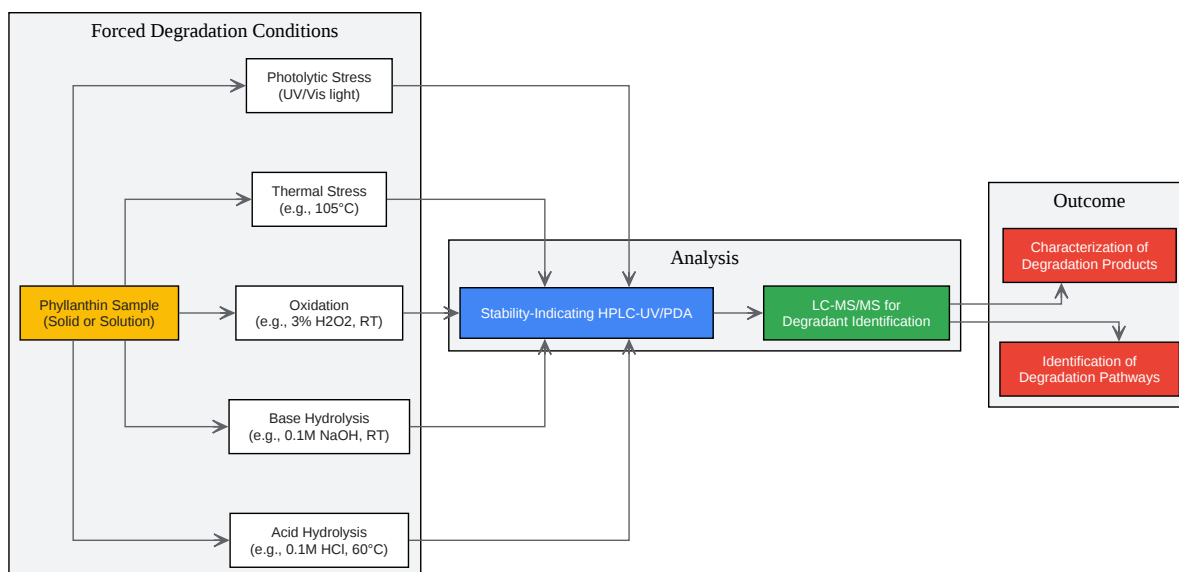 Forced Degradation Conditions
Photolytic Stress
(UV/Vis light)
Thermal Stress
(e.g., 105°C)
Phyllanthin Sample
(Solid or Solution)
Oxidation
(e.g., 3% H2O2, RT)
Base Hydrolysis
(e.g., 0.1M NaOH, RT)
Acid Hydrolysis
(e.g., 0.1M HCl, 60°C)
Analysis
Stability-Indicating HPLC-UV/PDA
LC-MS/MS for
Degradant Identification
Outcome
Characterization of
Degradation Products
Identification of
Degradation Pathways